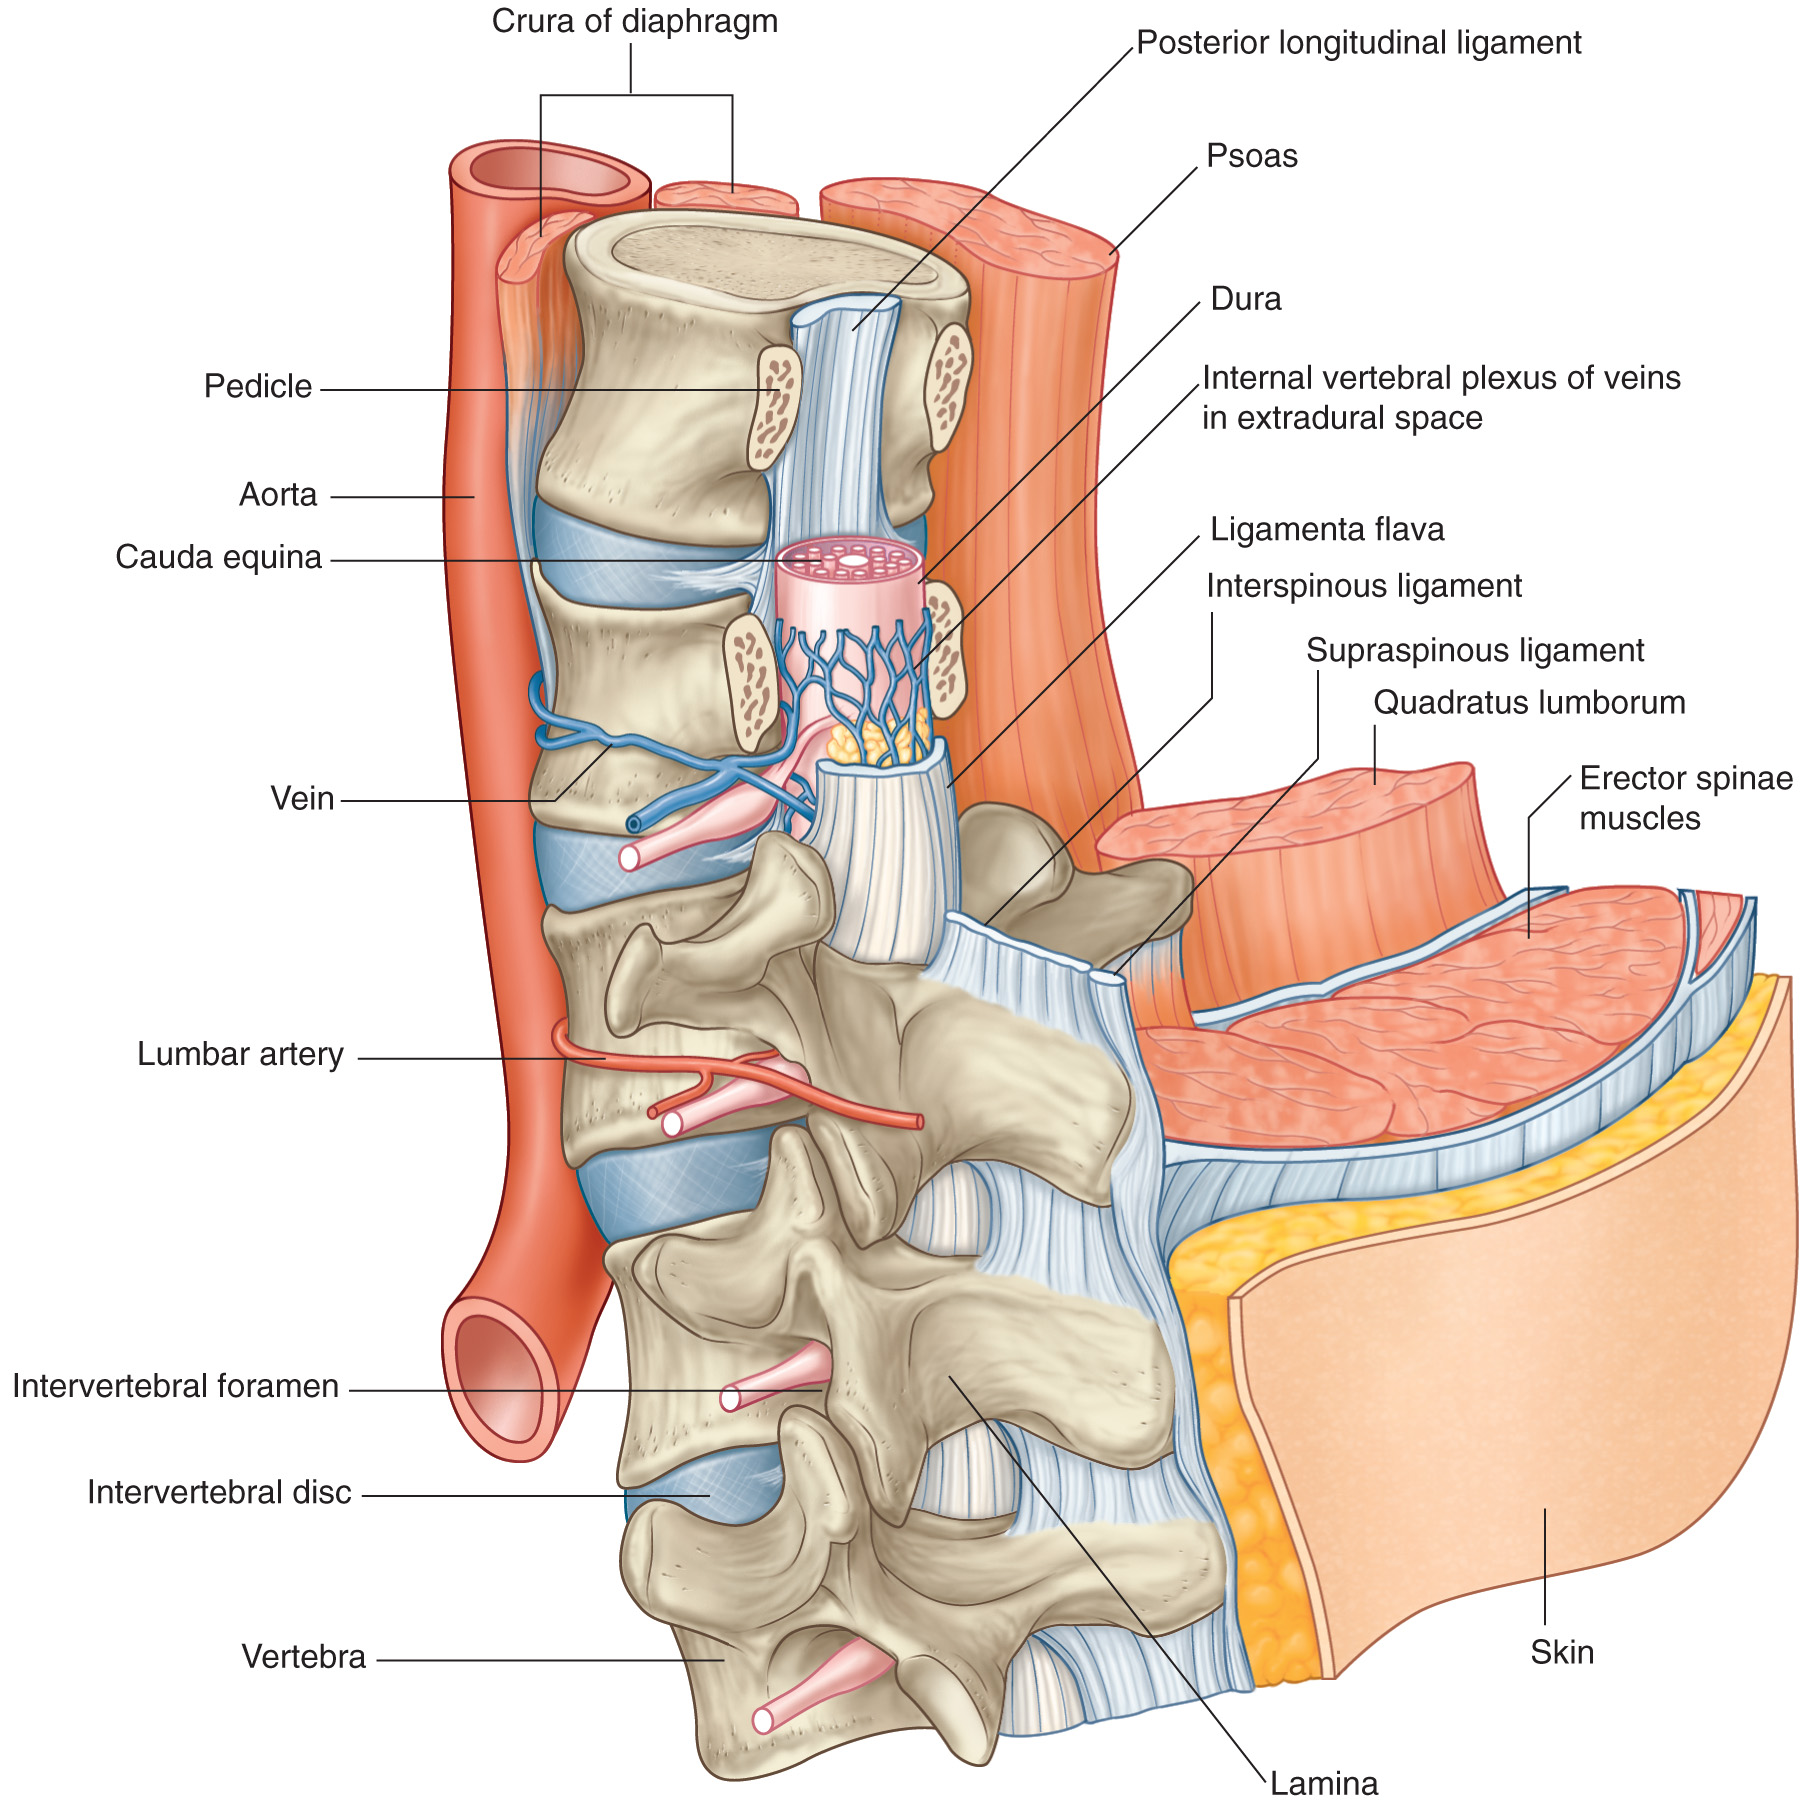 Crura of diaphragm
Posterior longitudinal ligament
Psoas
Dura
Pedicle
Internal vertebral plexus of veins
in extradural space
Aorta
Ligamenta flava
Cauda equina
Interspinous ligament
Supraspinous ligament
Quadratus lumborum
Erector spinae
muscles
Vein
Lumbar artery
Intervertebral foramen
Intervertebral disc
Vertebra
Skin
Lamina